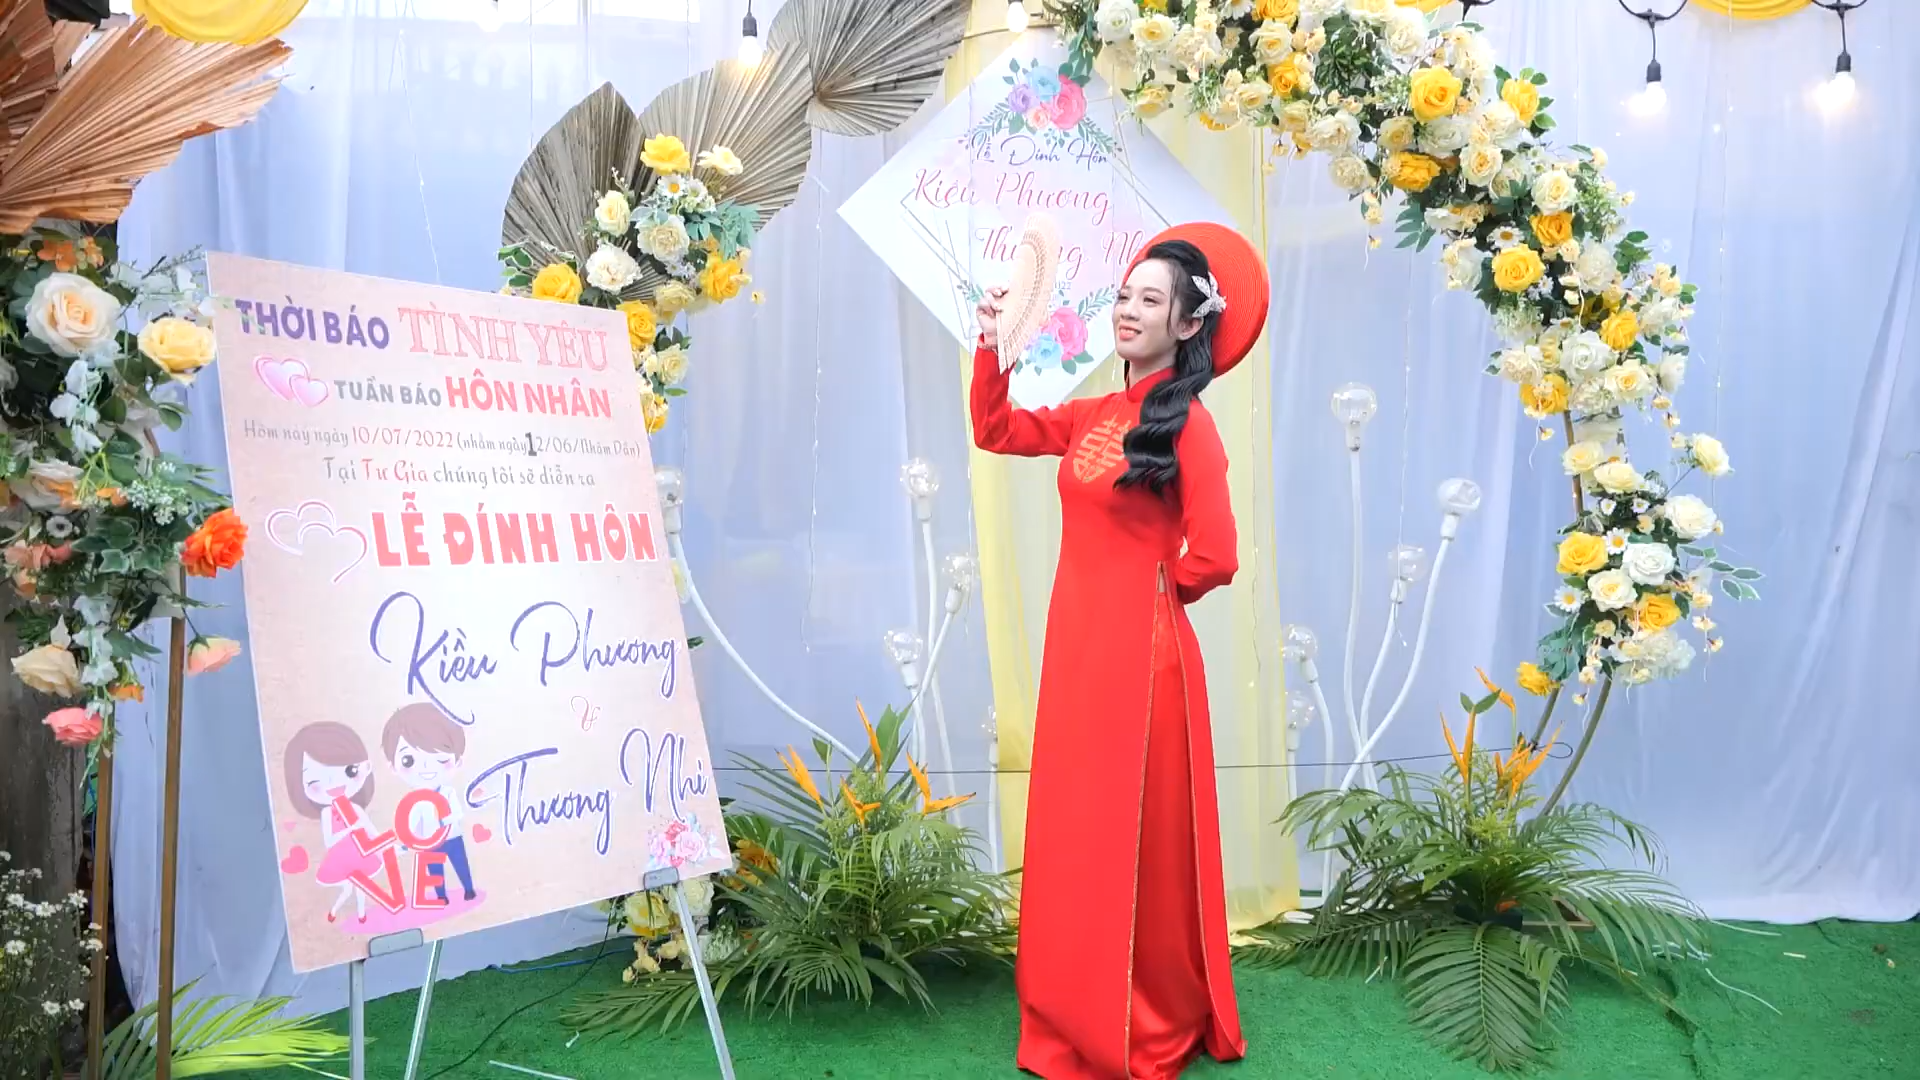 THỜI BÁO TÌNH YÊU
TUẦN BÁO HÔN NHÂN
Hôm nay ngày 10/07/2022 (nhằm ngày 12/06/Nhâm Dần)
Tại Tư Gia chúng tôi sẽ diễn ra
LỄ ĐÍNH HÔN
Kiều Phương
&
Thương Nhi
LOVE
Lễ Đính Hôn
Kiều Phương
Thương Nh